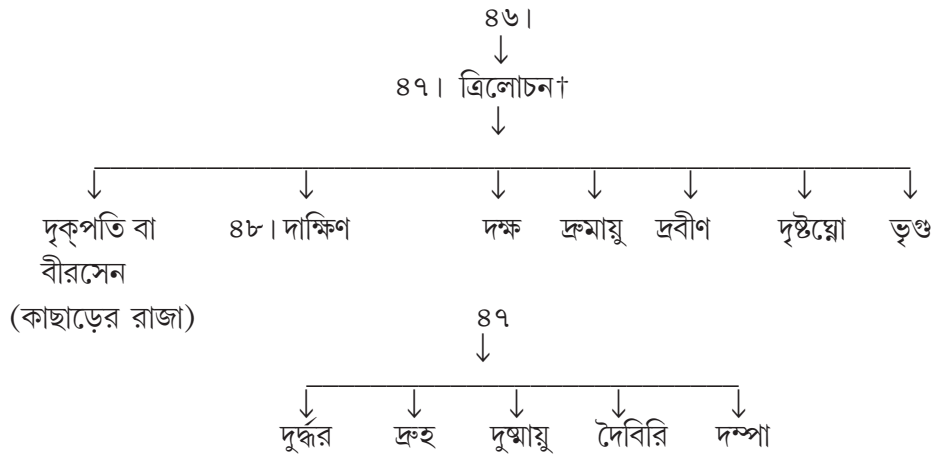 ৪৬।
৪৭। ত্রিলোচন†
দৃক্‌পতি বা ৪৮। দাক্ষিণ দক্ষ দ্রুমায়ু দ্রবীণ দৃষ্টঘ্নো ভৃগু
বীরসেন
(কাছাড়ের রাজা) ৪৭
দুর্দ্ধর দ্রুহ দুষ্মায়ু দৈবিরি দম্পা